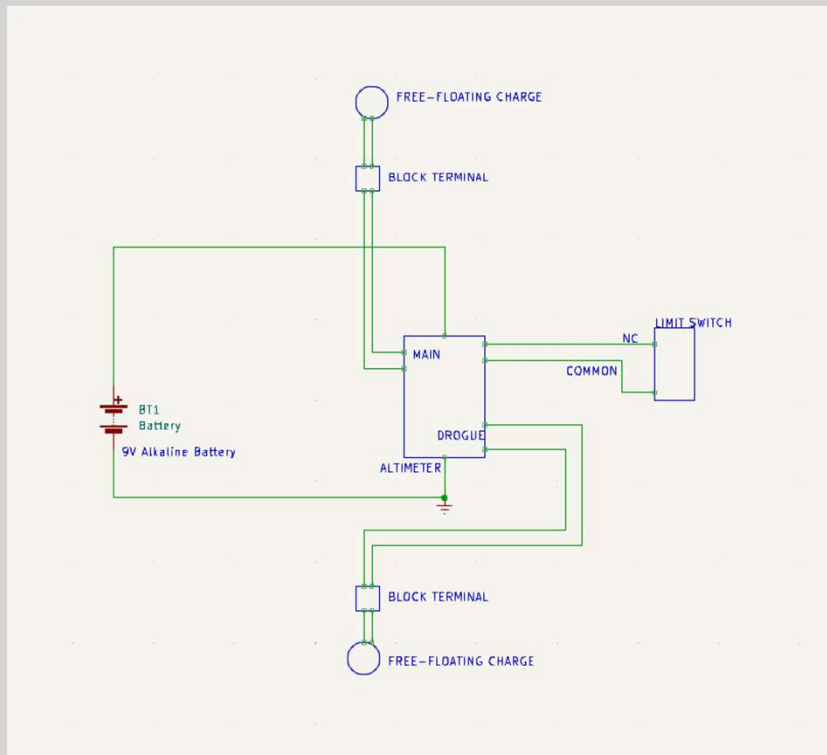 FREE-FLOATING CHARGE
BLOCK TERMINAL
LIMIT SWITCH
NC
MAIN
COMMON
+
BT1
Battery
9V Alkaline Battery
DROGUE
ALTIMETER
BLOCK TERMINAL
FREE-FLOATING CHARGE